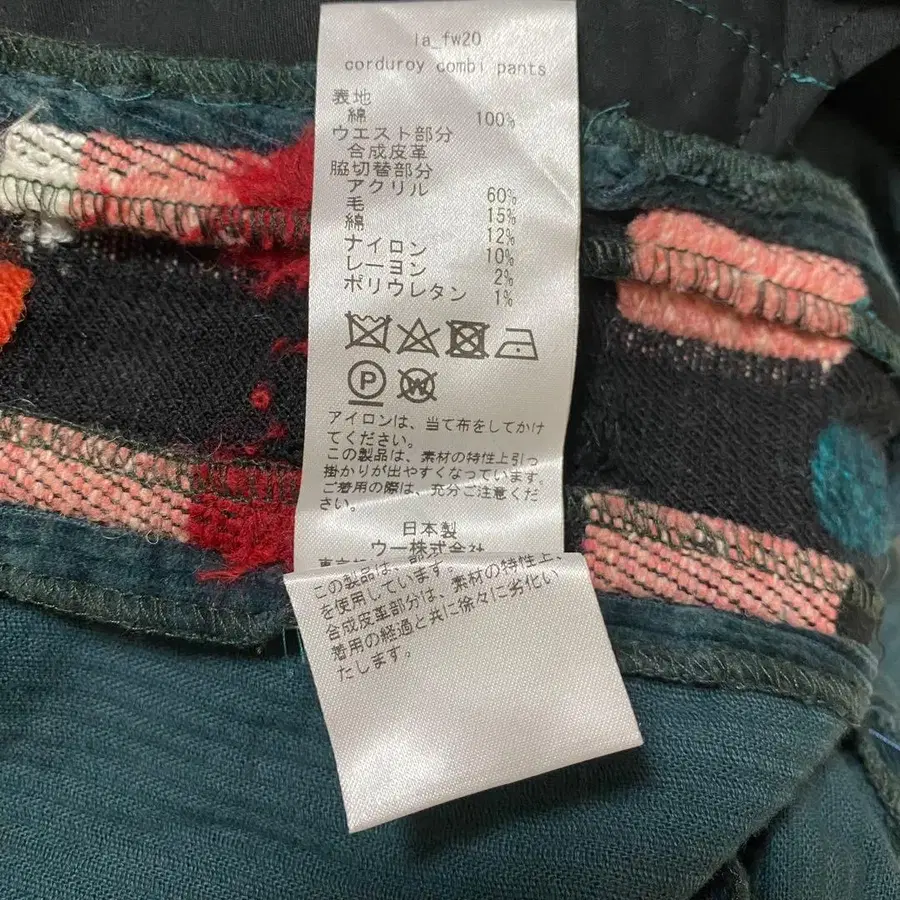 la_fw20
corduroy combi pants
表地
綿 100%
ウエスト部分
合成皮革
脇切替部分
アクリル 60%
毛 15%
綿 12%
ナイロン 10%
レーヨン 2%
ポリウレタン 1%
P W
アイロンは、当て布をしてかけ
てください。
この製品は、素材の特性上引っ
掛かりが出やすくなっています。
ご着用の際は、充分ご注意くだ
さい。
日本製
ウー株式会社
この製品は、
を使用しています。
合成皮革部分は、素材の特性上、
着用の経過と共に徐々に劣化い
たします。